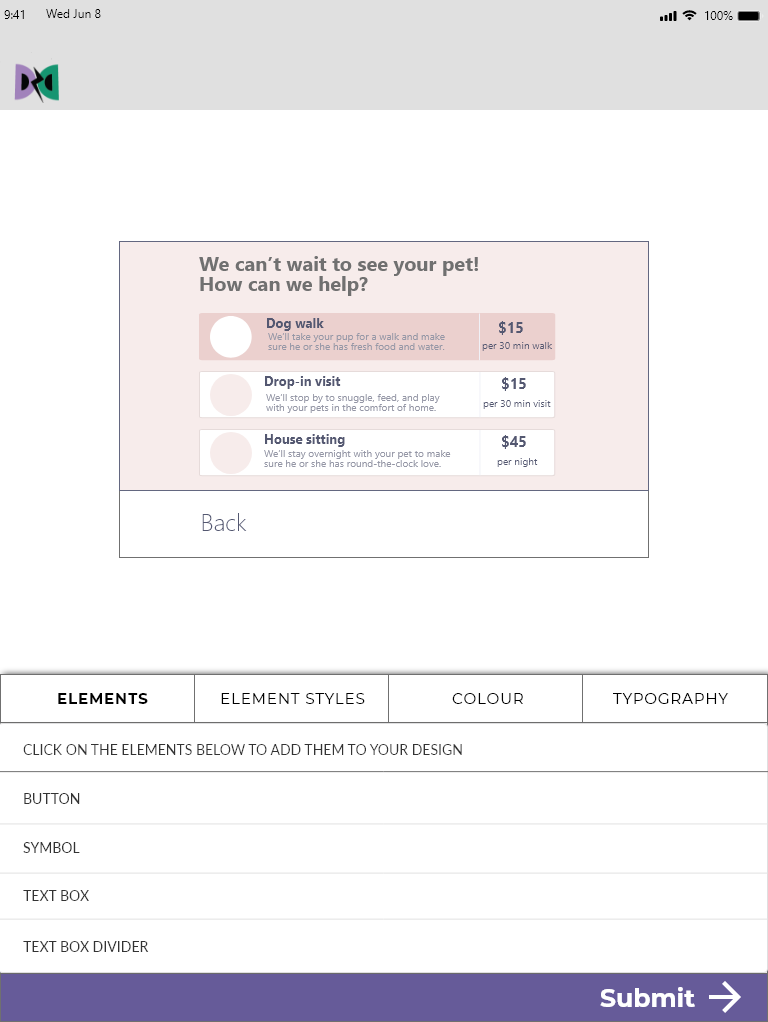 9:41 Wed Jun 8 100%
We can't wait to see your pet!
How can we help?
Dog walk
We'll take your pup for a walk and make
sure he or she has fresh food and water.
$15
per 30 min walk
Drop-in visit
We'll stop by to snuggle, feed, and play
with your pets in the comfort of home.
$15
per 30 min visit
House sitting
We'll stay overnight with your pet to make
sure he or she has round-the-clock love.
$45
per night
Back
ELEMENTS ELEMENT STYLES COLOUR TYPOGRAPHY
CLICK ON THE ELEMENTS BELOW TO ADD THEM TO YOUR DESIGN
BUTTON
SYMBOL
TEXT BOX
TEXT BOX DIVIDER
Submit